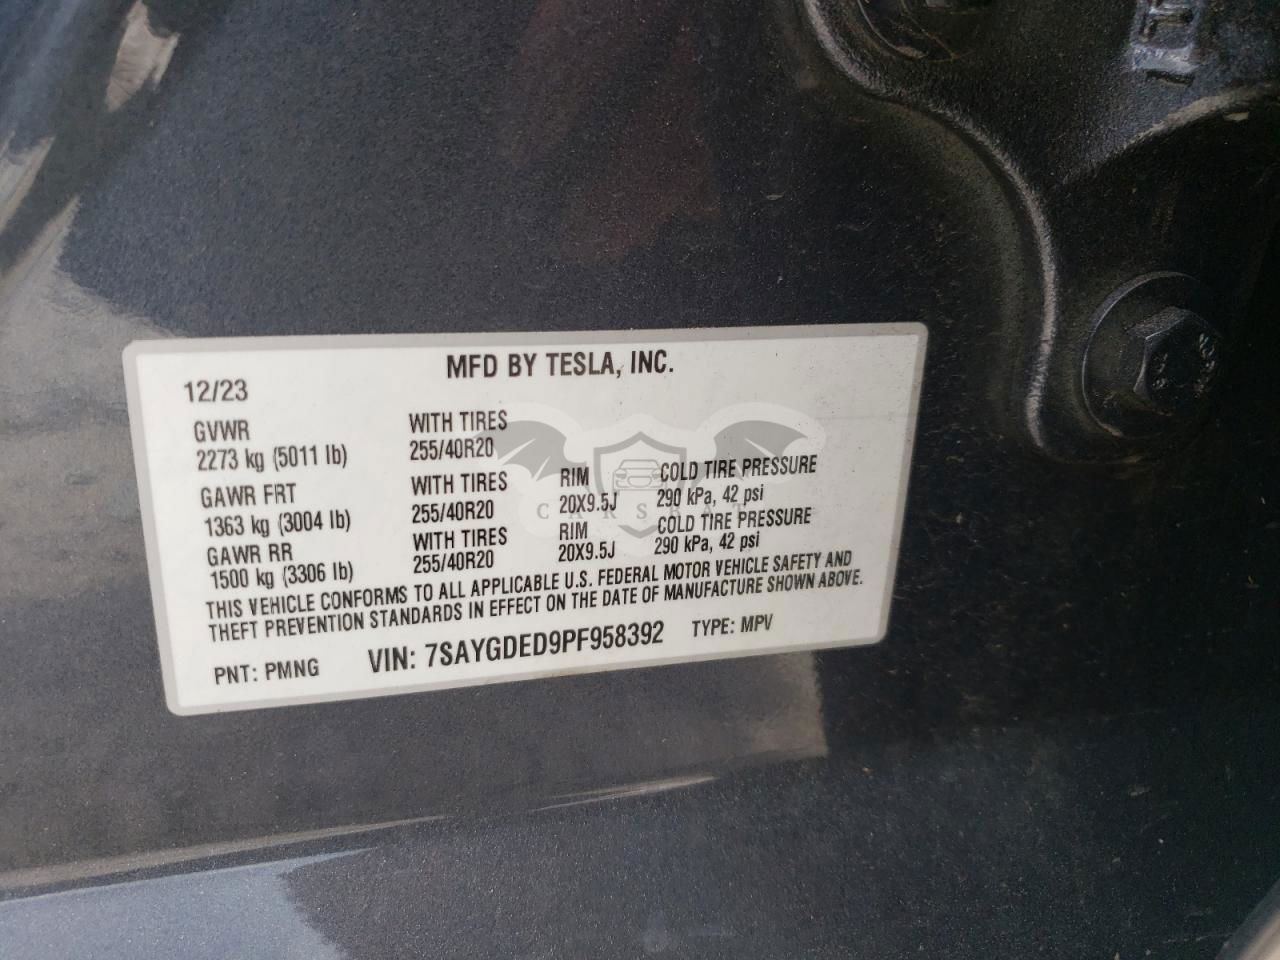 MFD BY TESLA, INC.
12/23
GVWR WITH TIRES
2273 kg (5011 lb) 255/40R20
GAWR FRT WITH TIRES RIM COLD TIRE PRESSURE
1363 kg (3004 lb) 255/40R20 20X9.5J 290 kPa, 42 psi
GAWR RR WITH TIRES RIM COLD TIRE PRESSURE
1500 kg (3306 lb) 255/40R20 20X9.5J 290 kPa, 42 psi
THIS VEHICLE CONFORMS TO ALL APPLICABLE U.S. FEDERAL MOTOR VEHICLE SAFETY AND
THEFT PREVENTION STANDARDS IN EFFECT ON THE DATE OF MANUFACTURE SHOWN ABOVE.
PNT: PMNG VIN: 7SAYGDED9PF958392 TYPE: MPV
CARSBAT